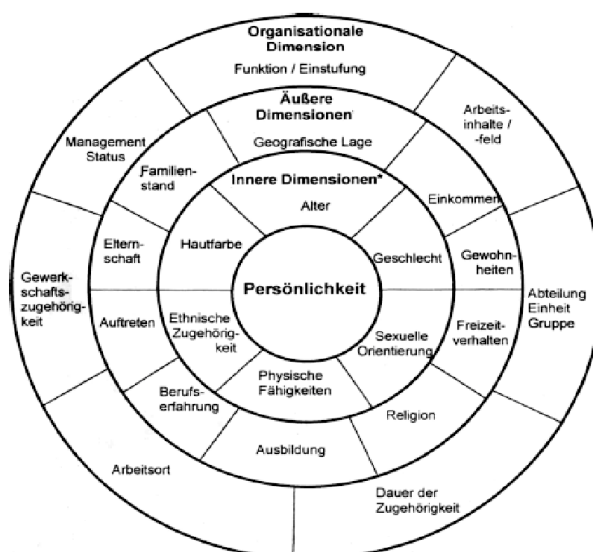 Organisationale
Dimension
Funktion / Einstufung
Äußere
Dimensionen
Geografische Lage
Innere Dimensionen*
Alter
Persönlichkeit
Management
Status
Arbeits-
inhalte /
-feld
Familien-
stand
Einkommen
Hautfarbe
Geschlecht
Eltern-
schaft
Gewohn-
heiten
Gewerk-
schafts-
zugehörig-
keit
Abteilung
Einheit
Gruppe
Auftreten
Ethnische
Zugehörig-
keit
Sexuelle
Orientierung
Freizeit-
verhalten
Physische
Fähigkeiten
Berufs-
erfahrung
Religion
Ausbildung
Arbeitsort
Dauer der
Zugehörigkeit